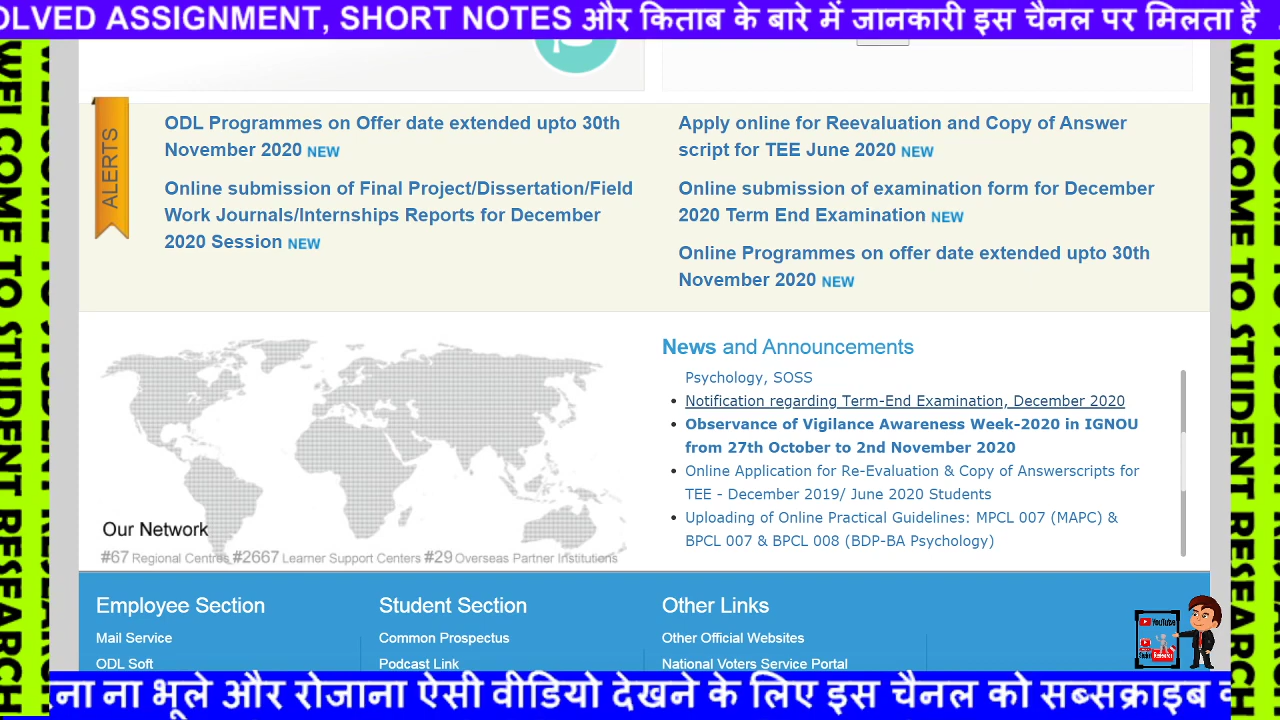 OLVED ASSIGNMENT, SHORT NOTES और किताब के बारे में जानकारी इस चैनल पर मिलता है
WELCOME TO STUDENT RESEARCH
WELCOME TO STUDENT RESEARCH
ALERTS
ODL Programmes on Offer date extended upto 30th
November 2020 NEW
Online submission of Final Project/Dissertation/Field
Work Journals/Internships Reports for December
2020 Session NEW
Apply online for Reevaluation and Copy of Answer
script for TEE June 2020 NEW
Online submission of examination form for December
2020 Term End Examination NEW
Online Programmes on offer date extended upto 30th
November 2020 NEW
Our Network
#67 Regional Centres #2667 Learner Support Centers #29 Overseas Partner Institutions
News and Announcements
Psychology, SOSS
• Notification regarding Term-End Examination, December 2020
• Observance of Vigilance Awareness Week-2020 in IGNOU
from 27th October to 2nd November 2020
• Online Application for Re-Evaluation & Copy of Answerscripts for
TEE - December 2019/ June 2020 Students
• Uploading of Online Practical Guidelines: MPCL 007 (MAPC) &
BPCL 007 & BPCL 008 (BDP-BA Psychology)
Employee Section
Mail Service
ODL Soft
Student Section
Common Prospectus
Podcast Link
Other Links
Other Official Websites
National Voters Service Portal
YouTube
ना ना भूले और रोजाना ऐसी वीडियो देखने के लिए इस चैनल को सब्सक्राइब